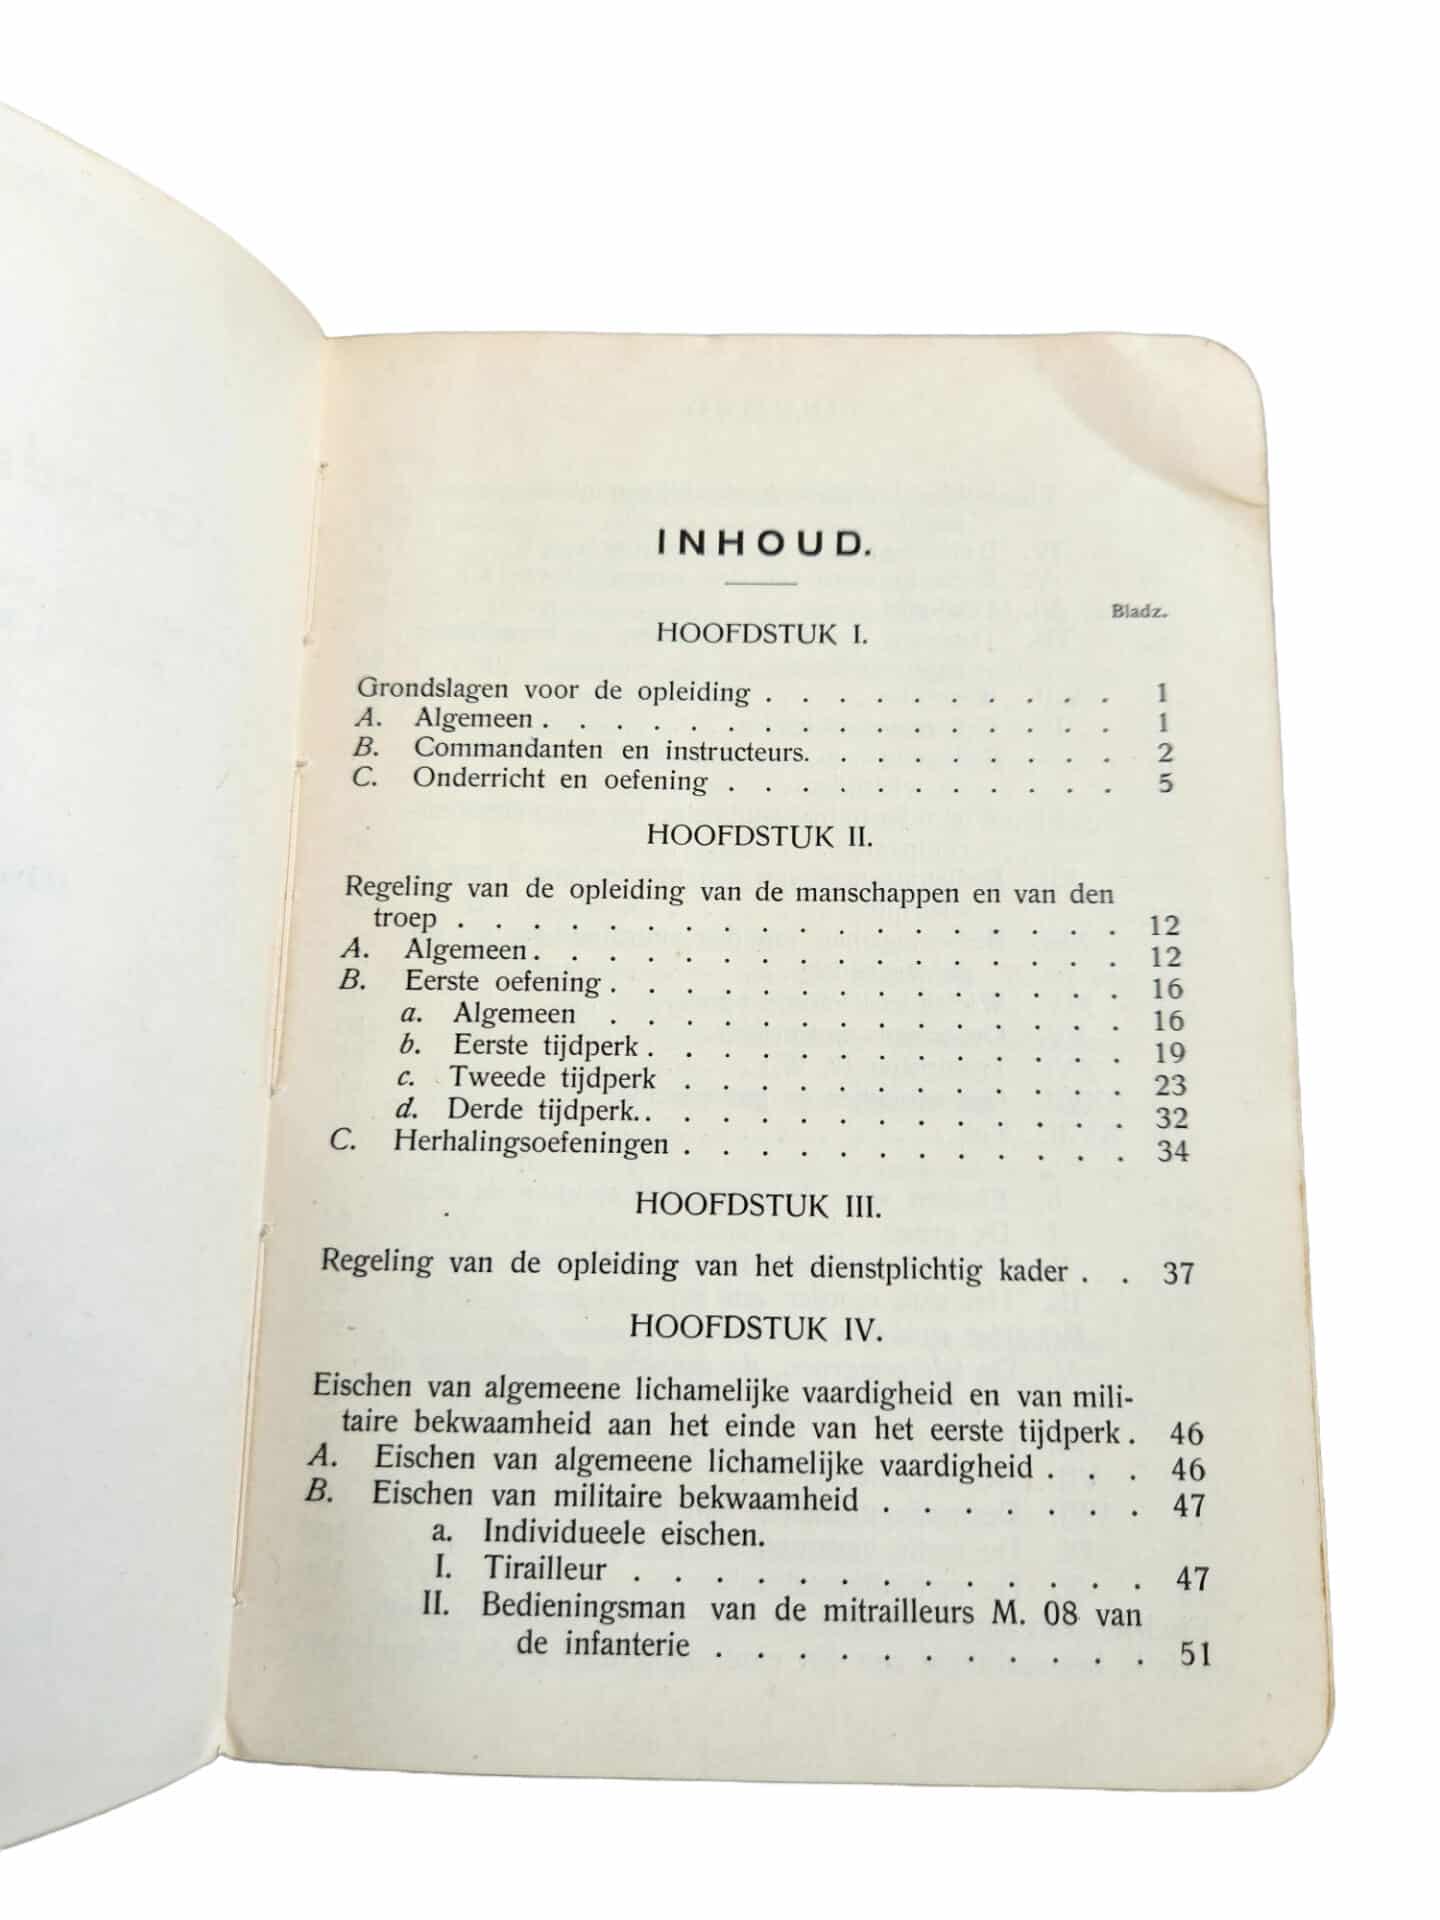 INHOUD.
Bladz.
HOOFDSTUK I.
Grondslagen voor de opleiding . . . . . . . . . . 1
A. Algemeen . . . . . . . . . . . . . . . . 1
B. Commandanten en instructeurs. . . . . . . . . 2
C. Onderricht en oefening . . . . . . . . . . . 5
HOOFDSTUK II.
Regeling van de opleiding van de manschappen en van den
troep . . . . . . . . . . . . . . . . . . 12
A. Algemeen . . . . . . . . . . . . . . . . 12
B. Eerste oefening . . . . . . . . . . . . . . 16
a. Algemeen . . . . . . . . . . . . . . 16
b. Eerste tijdperk . . . . . . . . . . . . . 19
c. Tweede tijdperk . . . . . . . . . . . . 23
d. Derde tijdperk. . . . . . . . . . . . . . 32
C. Herhalingsoefeningen . . . . . . . . . . . . 34
HOOFDSTUK III.
Regeling van de opleiding van het dienstplichtig kader . . 37
HOOFDSTUK IV.
Eischen van algemeene lichamelijke vaardigheid en van mili-
taire bekwaamheid aan het einde van het eerste tijdperk . 46
A. Eischen van algemeene lichamelijke vaardigheid . . . 46
B. Eischen van militaire bekwaamheid . . . . . . . 47
a. Individueele eischen.
I. Tirailleur . . . . . . . . . . . . . 47
II. Bedieningsman van de mitrailleurs M. 08 van
de infanterie . . . . . . . . . . . 51